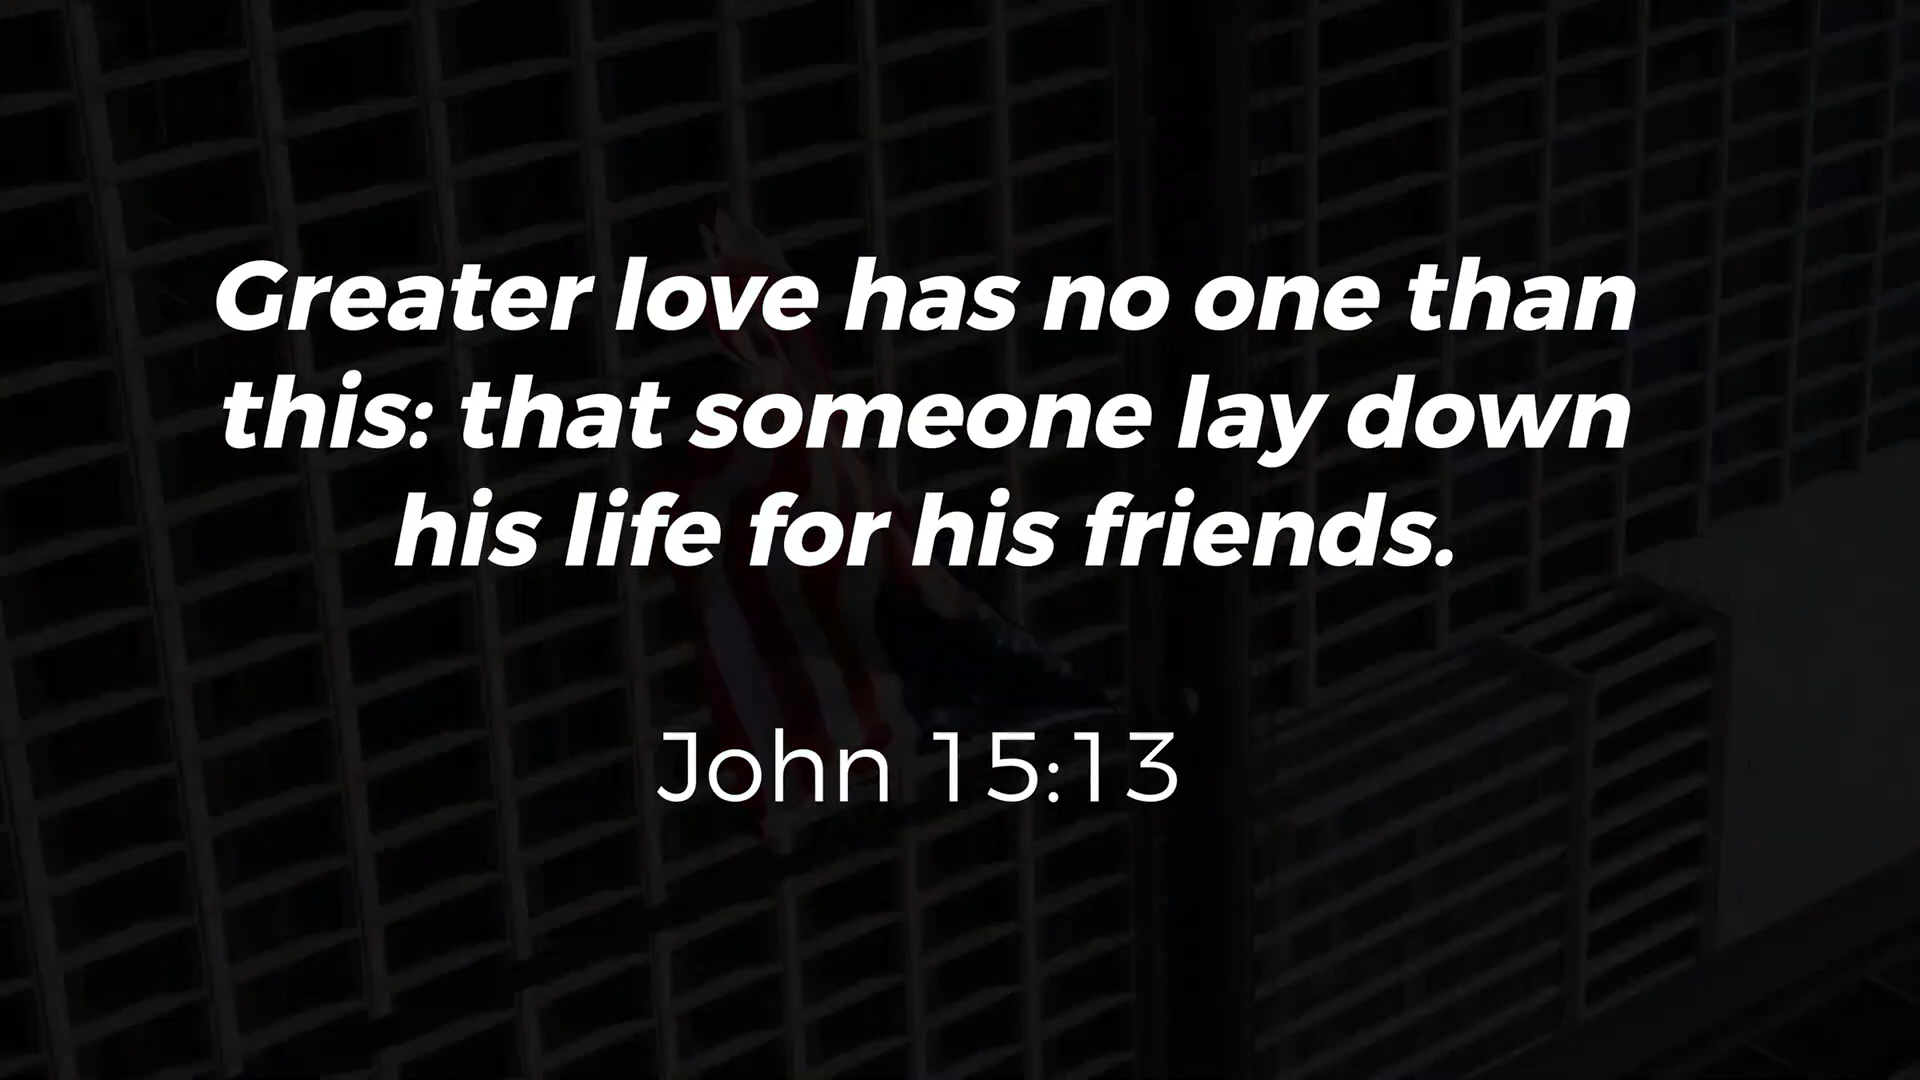 Greater love has no one than
this: that someone lay down
his life for his friends.
John 15:13